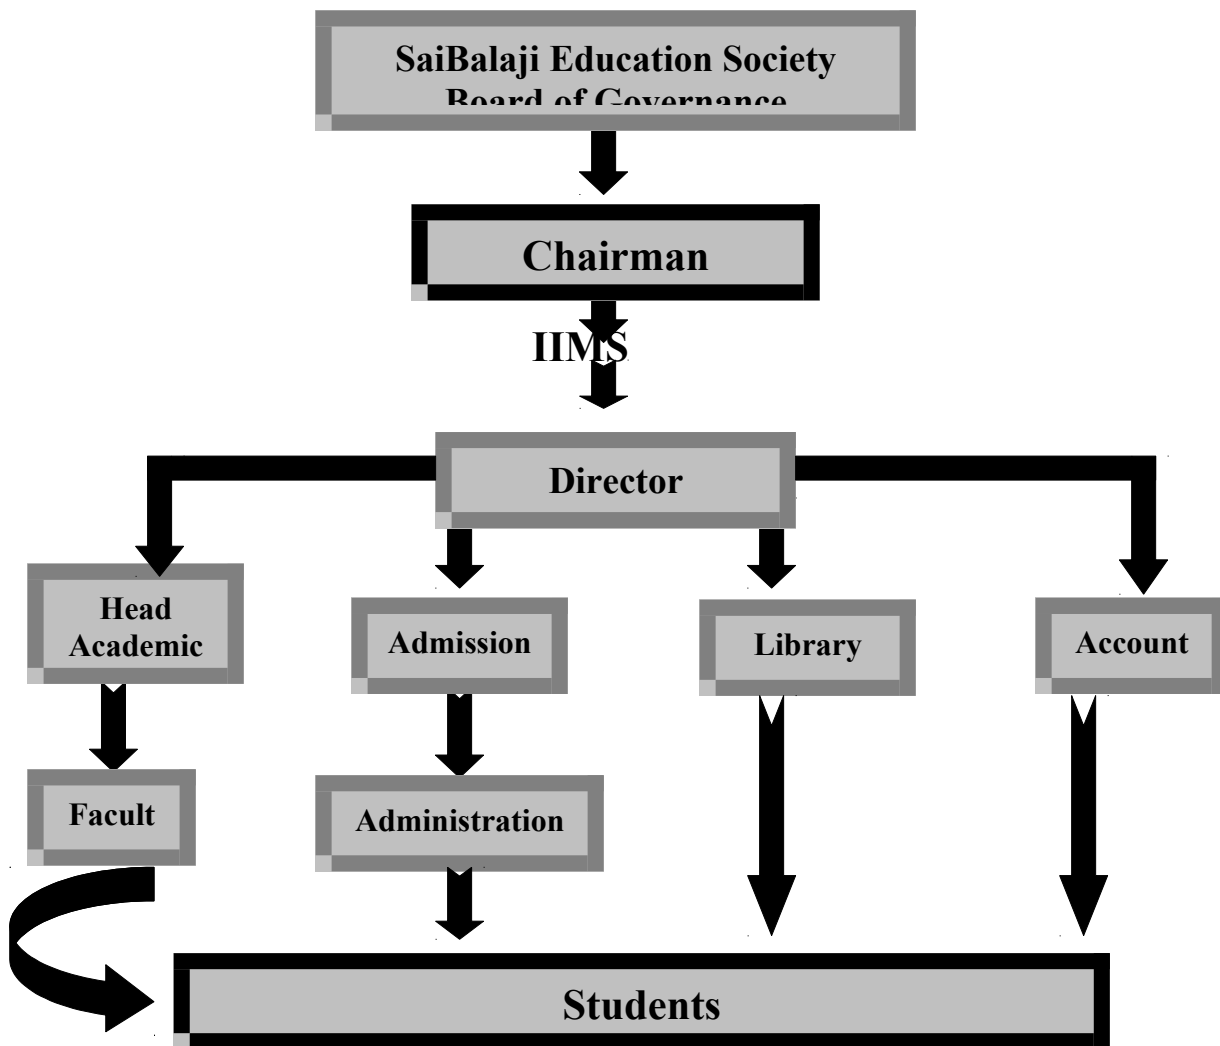 SaiBalaji Education Society
Board of Governance
Chairman
IIMS
Director
Head
Academic
Admission
Library
Account
Facult
Administration
Students